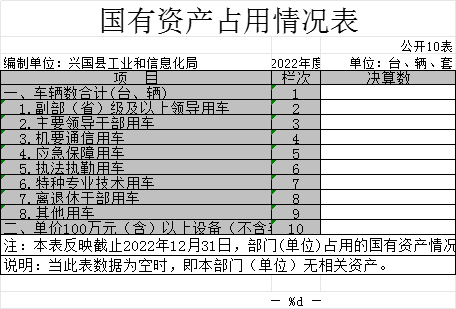 国有资产占用情况表
公开10表
编制单位：兴国县工业和信息化局 2022年度 单位：台、辆、套
项 目 栏次 决算数
一、车辆数合计(台、辆) 1
1.副部（省）级及以上领导用车 2
2.主要领导干部用车 3
3.机要通信用车 4
4.应急保障用车 5
5.执法执勤用车 6
6.特种专业技术用车 7
7.离退休干部用车 8
8.其他用车 9
二、单价100万元（含）以上设备（不含 10
注：本表反映截止2022年12月31日，部门(单位)占用的国有资产情况
说明：当此表数据为空时，即本部门（单位）无相关资产。
— %d —